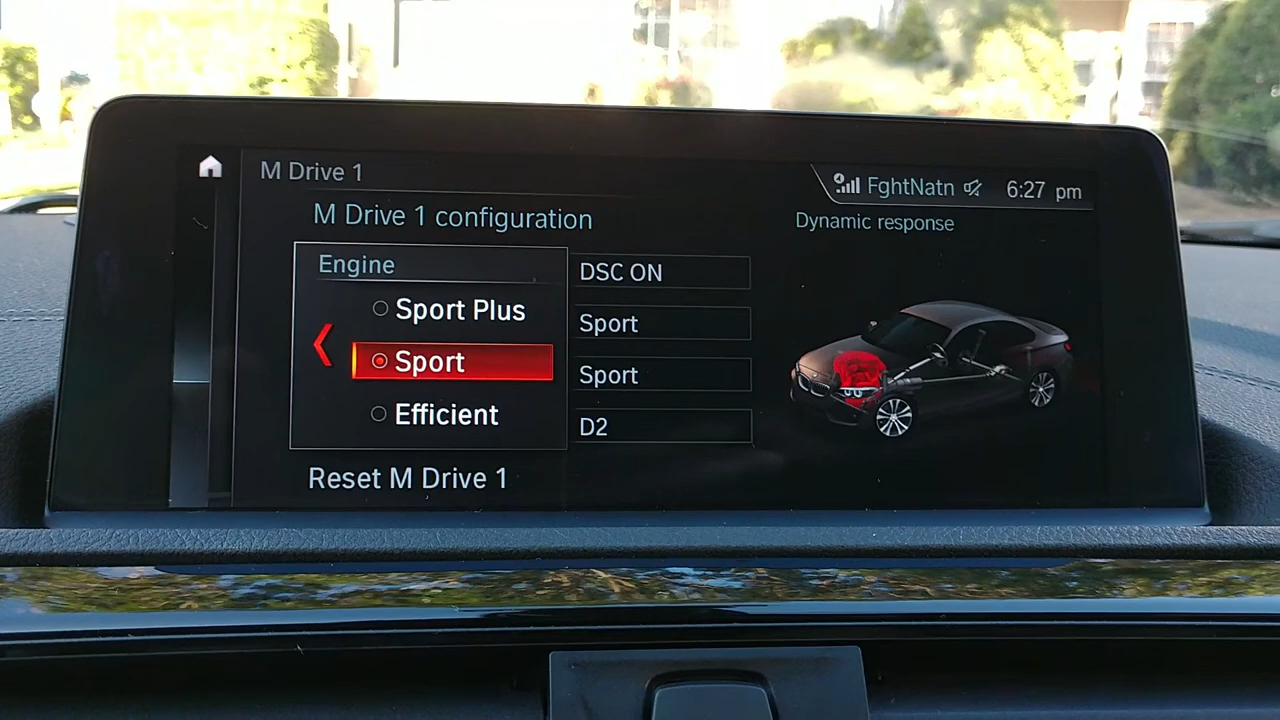 M Drive 1
FghtNatn 6:27 pm
M Drive 1 configuration
Dynamic response
Engine
Sport Plus
Sport
Efficient
DSC ON
Sport
Sport
D2
Reset M Drive 1